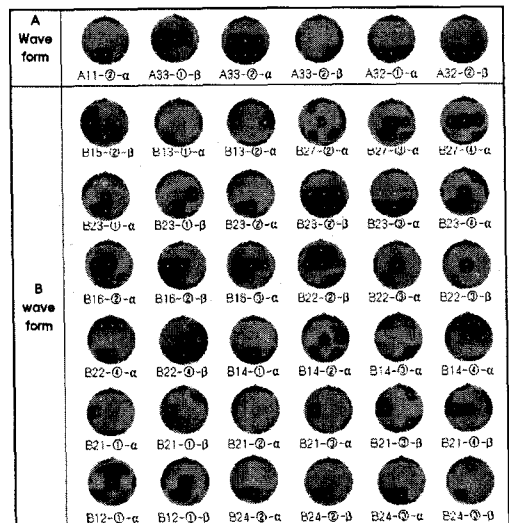 A
Wave
form
A11-②-α A33-①-β A33-②-α A33-②-β A32-①-α A32-②-β
B
wave
form
B15-②-β B13-①-α B13-②-α B27-②-α B27-③-α B27-④-α
B23-①-α B23-①-β B23-②-α B23-②-β B23-③-α B23-④-α
B16-②-α B16-②-β B16-③-α B22-②-β B22-③-α B22-③-β
B22-④-α B22-④-β B14-①-α B14-②-α B14-③-α B14-④-α
B21-①-α B21-①-β B21-②-α B21-③-α B21-③-β B21-④-β
B12-①-α B12-①-β B24-②-α B24-②-β B24-③-α B24-③-β